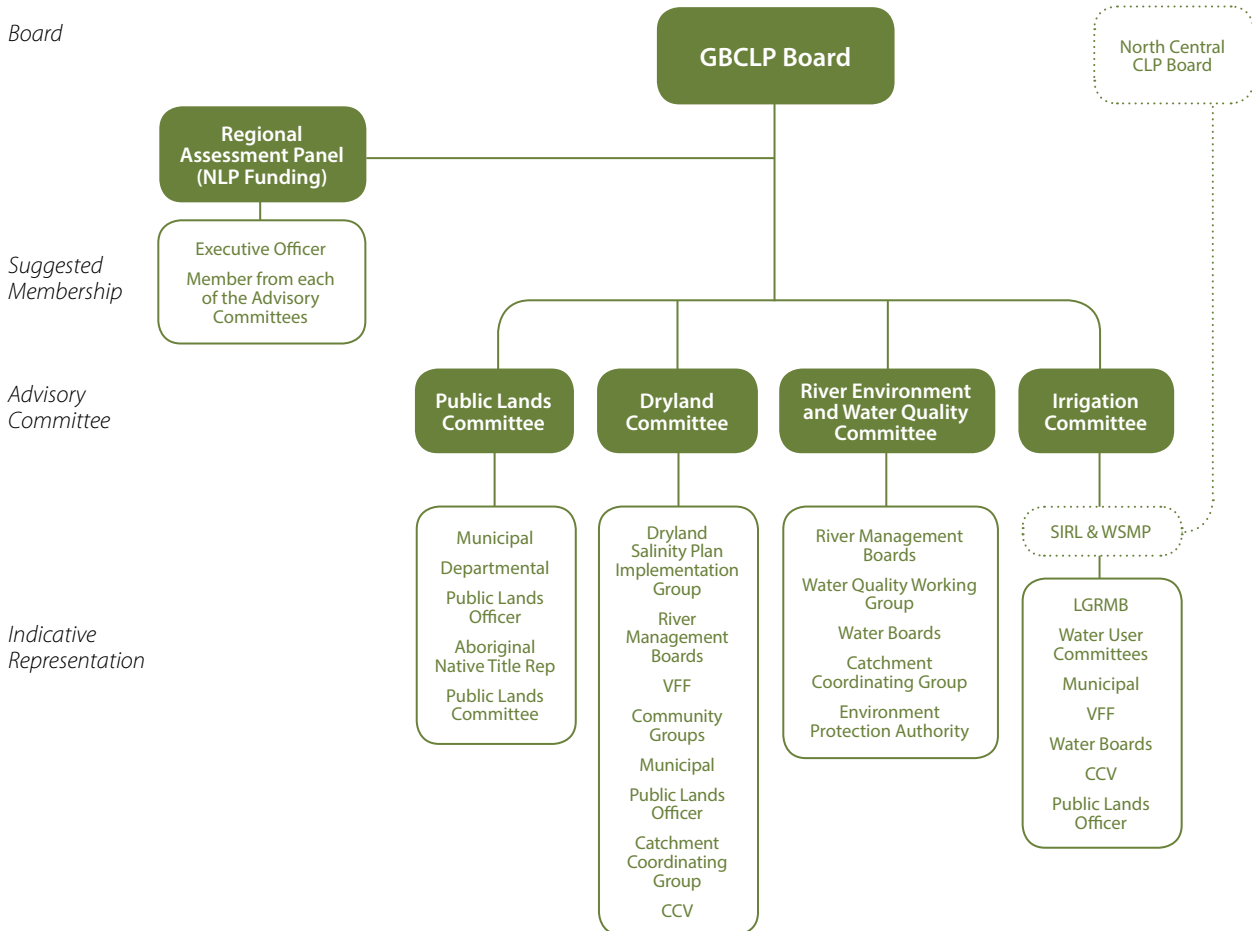 Board
GBCLP Board
North Central
CLP Board
Regional
Assessment Panel
(NLP Funding)
Suggested
Membership
Executive Officer
Member from each
of the Advisory
Committees
Advisory
Committee
Public Lands
Committee
Dryland
Committee
River Environment
and Water Quality
Committee
Irrigation
Committee
SIRL & WSMP
Indicative
Representation
Municipal
Departmental
Public Lands
Officer
Aboriginal
Native Title Rep
Public Lands
Committee
Dryland
Salinity Plan
Implementation
Group
River
Management
Boards
VFF
Community
Groups
Municipal
Public Lands
Officer
Catchment
Coordinating
Group
CCV
River Management
Boards
Water Quality Working
Group
Water Boards
Catchment
Coordinating Group
Environment
Protection Authority
LGRMB
Water User
Committees
Municipal
VFF
Water Boards
CCV
Public Lands
Officer